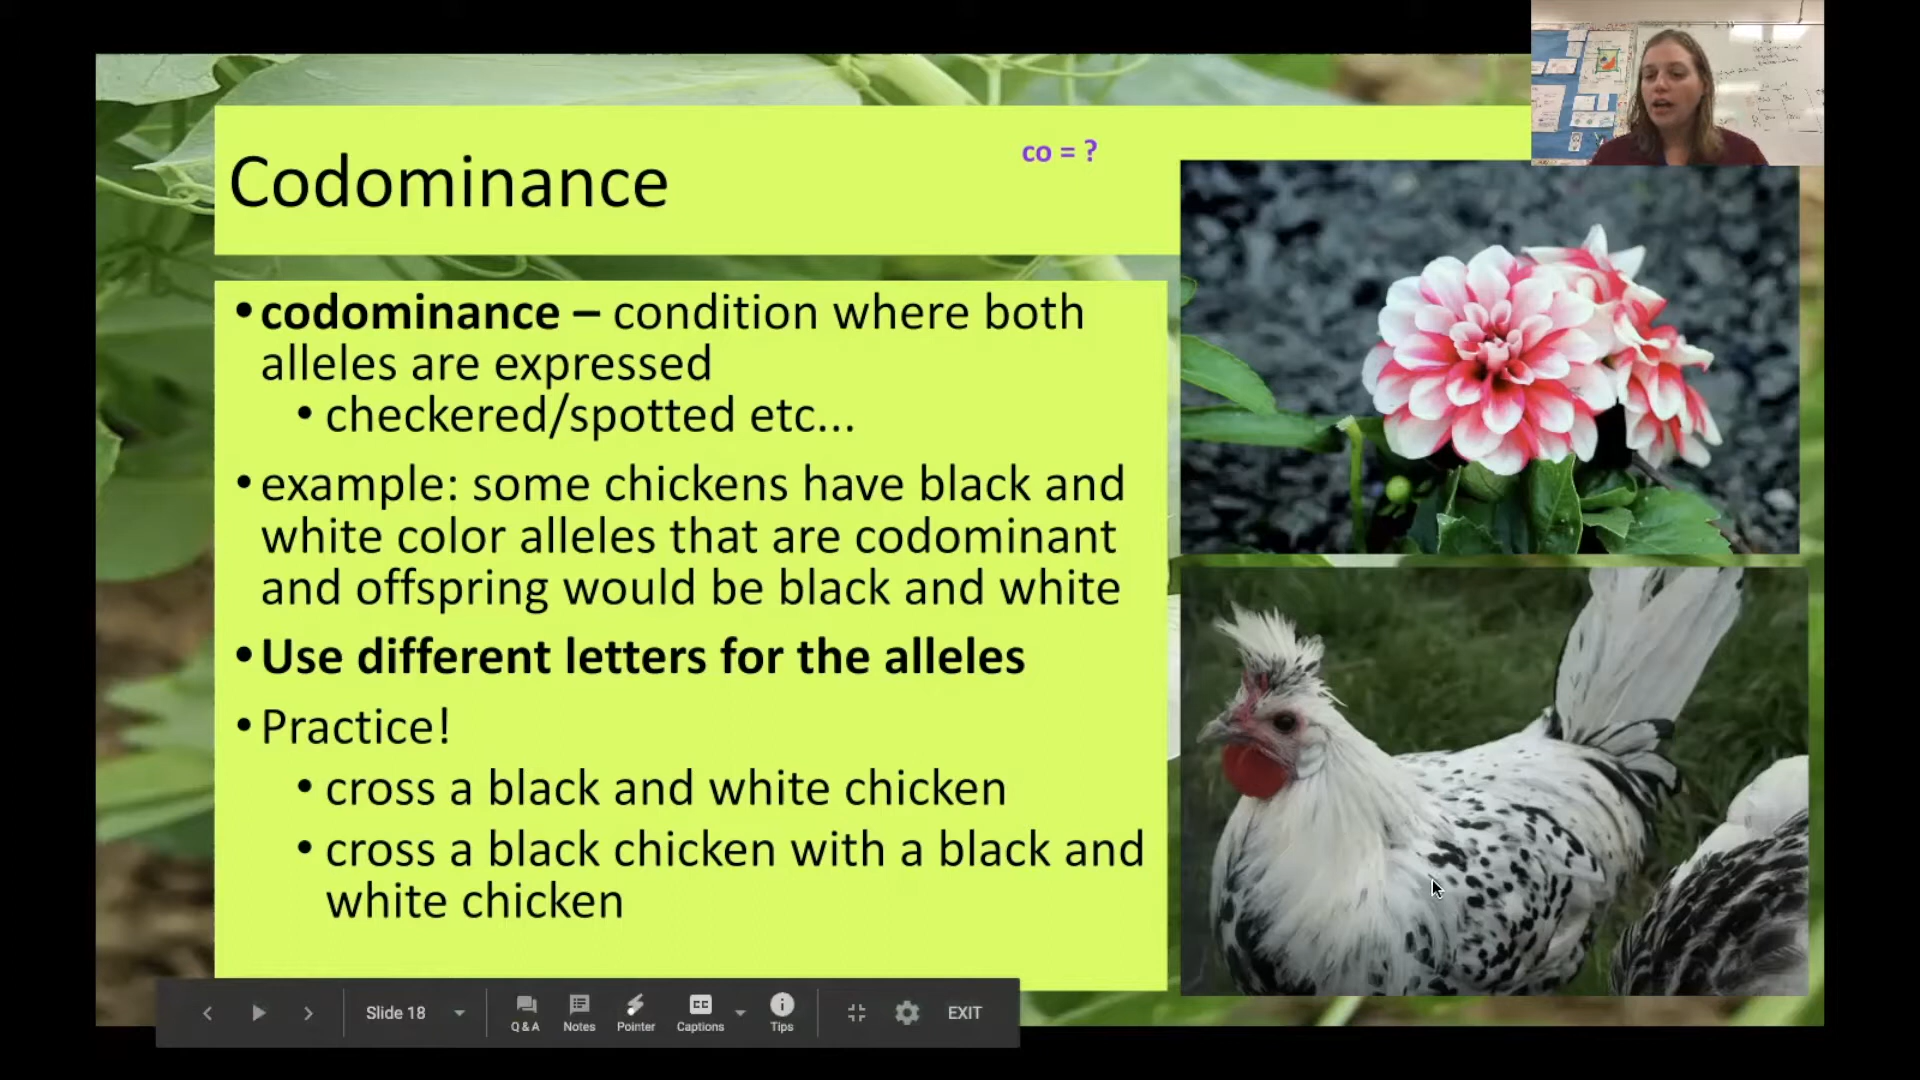 Codominance
co = ?
•codominance – condition where both
alleles are expressed
• checkered/spotted etc...
•example: some chickens have black and
white color alleles that are codominant
and offspring would be black and white
•Use different letters for the alleles
•Practice!
• cross a black and white chicken
• cross a black chicken with a black and
white chicken
Slide 18
Q&A
Notes
Pointer
CC
Captions
Tips
EXIT